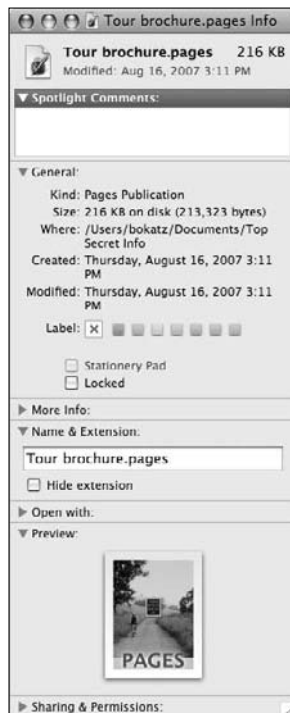 Tour brochure.pages Info
Tour brochure.pages 216 KB
Modified: Aug 16, 2007 3:11 PM
Spotlight Comments:
General:
Kind: Pages Publication
Size: 216 KB on disk (213,323 bytes)
Where: /Users/bokatz/Documents/Top
Secret Info
Created: Thursday, August 16, 2007 3:11
PM
Modified: Thursday, August 16, 2007 3:11
PM
Label:
Stationery Pad
Locked
More Info:
Name & Extension:
Tour brochure.pages
Hide extension
Open with:
Preview:
PAGES
Sharing & Permissions: